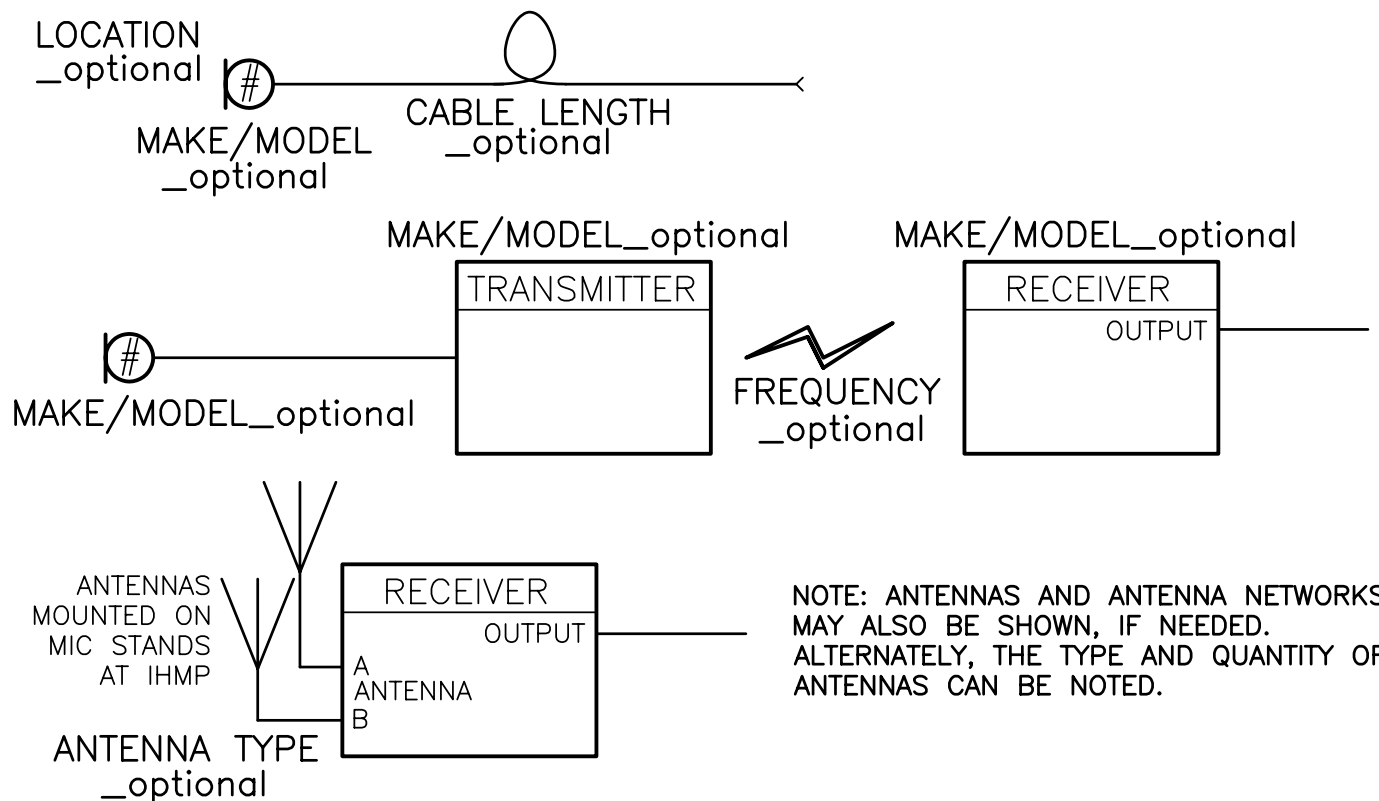 LOCATION
_optional
#
MAKE/MODEL
_optional
CABLE LENGTH
_optional
MAKE/MODEL_optional
TRANSMITTER
MAKE/MODEL_optional
RECEIVER
OUTPUT
#
MAKE/MODEL_optional
FREQUENCY
_optional
ANTENNAS
MOUNTED ON
MIC STANDS
AT IHMP
RECEIVER
OUTPUT
A
ANTENNA
B
ANTENNA TYPE
_optional
NOTE: ANTENNAS AND ANTENNA NETWORKS
MAY ALSO BE SHOWN, IF NEEDED.
ALTERNATELY, THE TYPE AND QUANTITY OF
ANTENNAS CAN BE NOTED.